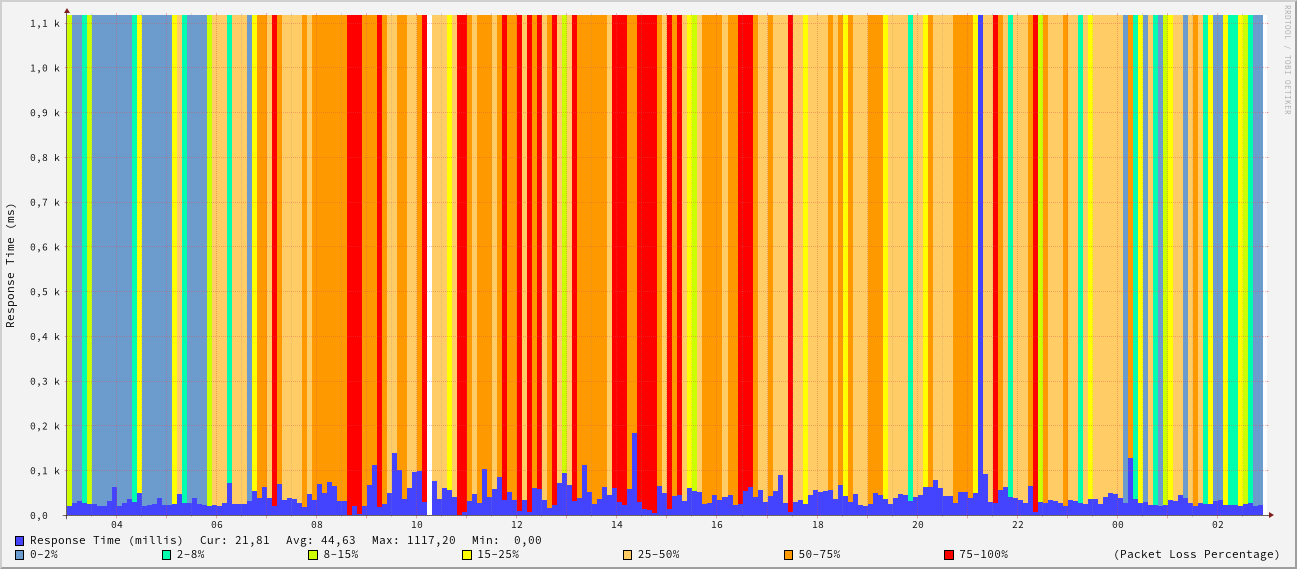 1,1 k
1,0 k
0,9 k
0,8 k
0,7 k
0,6 k
0,5 k
0,4 k
0,3 k
0,2 k
0,1 k
0,0
Response Time (ms)
RRDTOOL / TOBI OETIKER
04 06 08 10 12 14 16 18 20 22 00 02
Response Time (millis) Cur: 21,81 Avg: 44,63 Max: 1117,20 Min: 0,00
0-2% 2-8% 8-15% 15-25% 25-50% 50-75% 75-100% (Packet Loss Percentage)